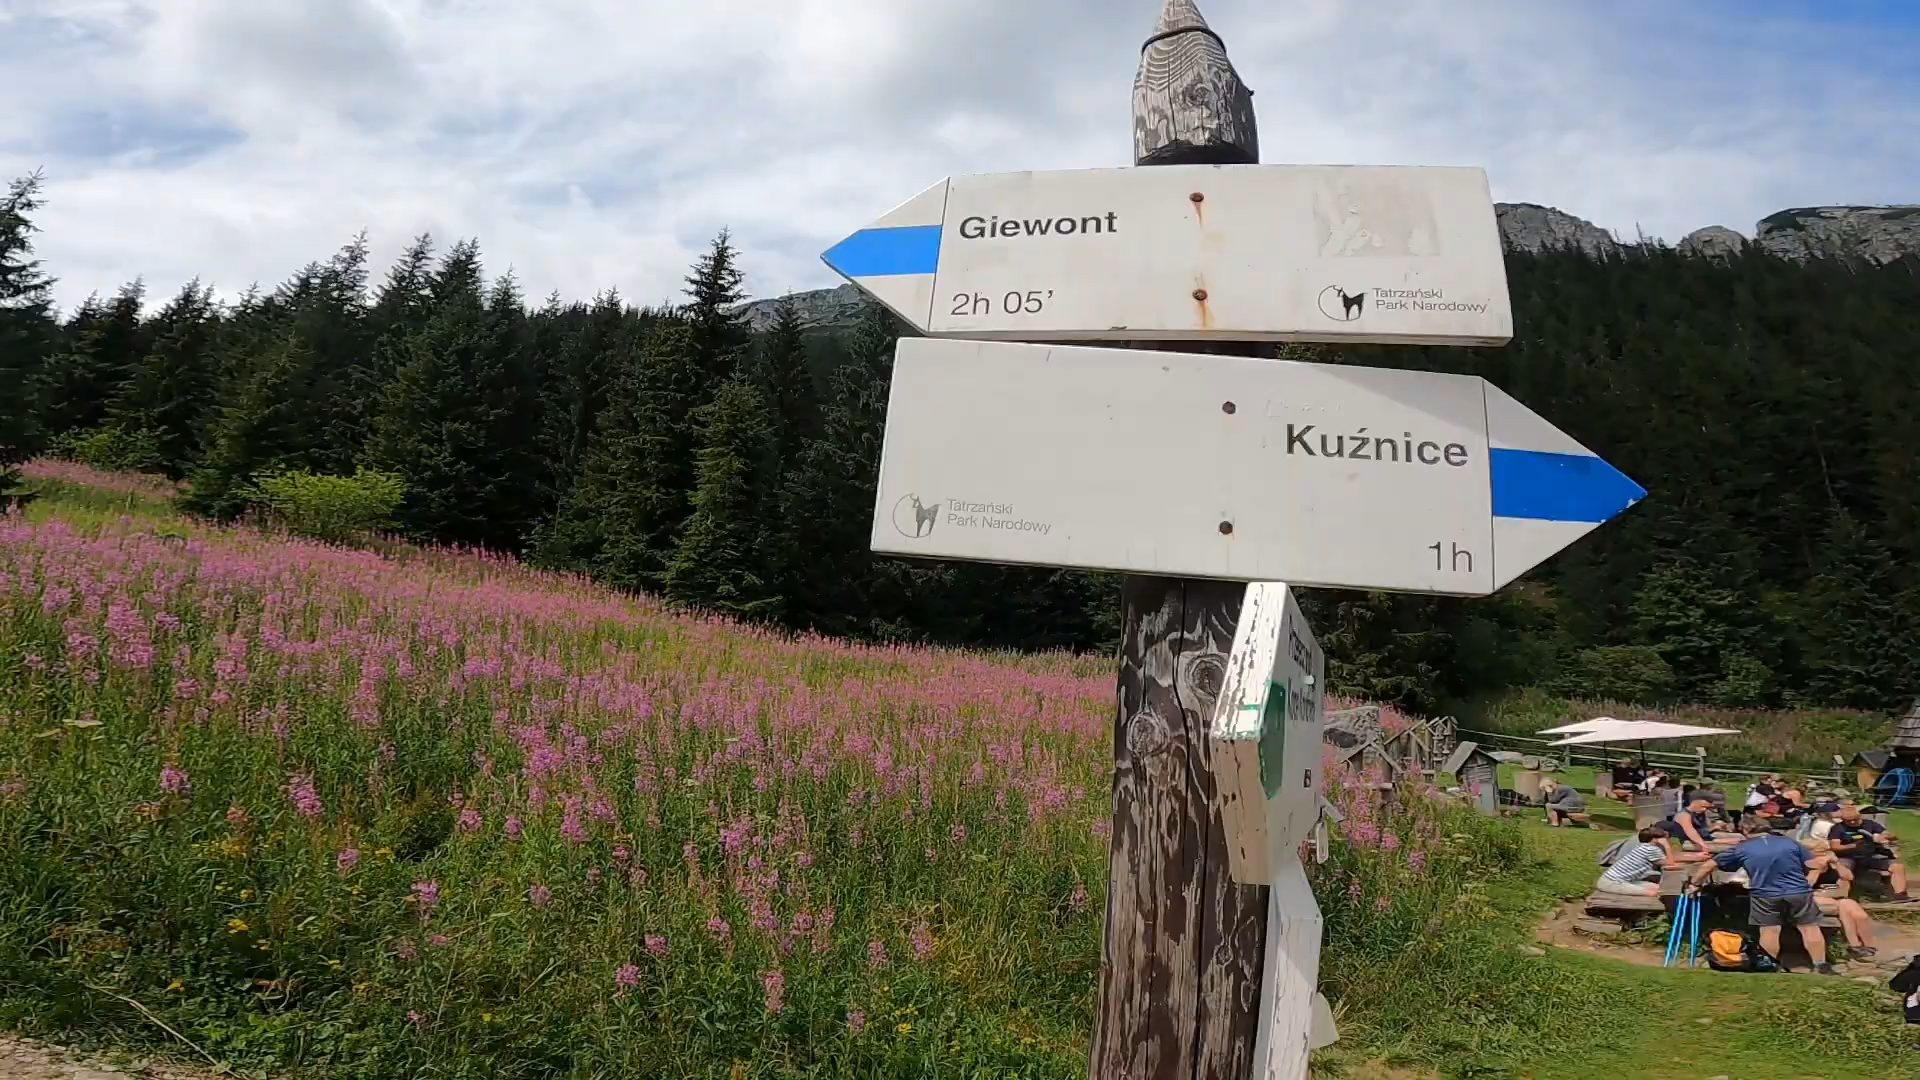 Giewont
2h 05’
Tatrzański
Park Narodowy
Kuźnice
Tatrzański
Park Narodowy
1h